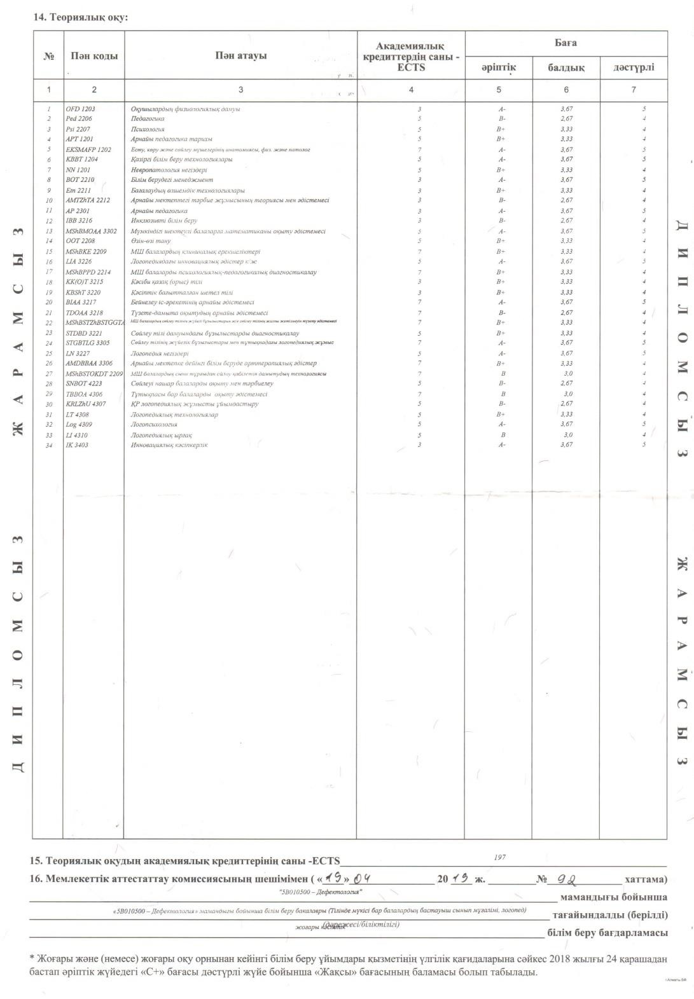 14. Теориялық оқу:
№ Пән коды Пән атауы Академиялық кредиттердің саны - ECTS Баға
әріптік балдық дәстүрлі
1 2 3 4 5 6 7
1 OFD 1203 Оқушылардың физиологиялық дамуы 3 A- 3,67 5
2 Ped 2206 Педагогика 5 B- 2,67 4
3 Psi 2207 Психология 5 B+ 3,33 4
4 APT 1201 Арнайы педагогика тарихы 5 B+ 3,33 4
5 EKSMAFP 1202 Есту, көру және сөйлеу мүшелерінің анатомиясы, физ. және патолог 7 A- 3,67 5
6 KBBT 1204 Қазіргі білім беру технологиялары 5 A- 3,67 5
7 NN 1201 Невропатология негіздері 5 B+ 3,33 4
8 BOT 2210 Білім берудегі менеджмент 3 A- 3,67 5
9 Em 2211 Бағалаудың өлшемдік технологиялары 3 B+ 3,33 4
10 AMTZhTA 2212 Арнайы мектептегі тәрбие жұмысының теориясы мен әдістемесі 3 B- 2,67 4
11 AP 2301 Арнайы педагогика 3 A- 3,67 5
12 IBB 3216 Инклюзивті білім беру 3 B- 2,67 4
13 MShBMOAA 3302 Мүмкіндігі шектеулі балаларға математиканы оқыту әдістемесі 5 A- 3,67 5
14 OOT 2208 Өзін-өзі тану 5 B+ 3,33 4
15 MShBKE 2209 МШ балалардың клиникалық ерекшеліктері 7 B+ 3,33 4
16 LIA 3226 Логопедиядағы инновациялық әдістер к/ж 5 A- 3,67 5
17 MShBPPD 2214 МШ балаларды психологиялық-педагогикалық диагностикалау 7 B+ 3,33 4
18 KK(O)T 3215 Кәсіби қазақ (орыс) тілі 3 B+ 3,33 4
19 KBShT 3220 Кәсіптік бағытталған шетел тілі 3 B+ 3,33 4
20 BIAA 3217 Бейнелеу іс-әрекетінің арнайы әдістемесі 7 A- 3,67 5
21 TDOAA 3218 Түзете-дамыта оқытудың арнайы әдістемесі 7 B- 2,67 4
22 MShBSTZhBSTGGTA МШ балалардың сөйлеу тілінің жүйелі бұзылыстарын ж/е сөйлеу тілінің жалпы жетілмеуін түзету әдістемесі 7 B+ 3,33 4
23 STDBD 3221 Сөйлеу тілі дамуындағы бұзылыстарды диагностикалау 5 B+ 3,33 4
24 STGBTLG 3305 Сөйлеу тілінің жүйелік бұзылыстары мен тұтықпадағы логопедиялық жұмыс 7 A- 3,67 5
25 LN 3227 Логопедия негіздері 5 A- 3,67 5
26 AMDBBAA 3306 Арнайы мектепке дейінгі білім беруде арттерапиялық әдістер 7 B+ 3,33 4
27 MShBSTOKDT 2209 МШ балалардың сыни тұрғыдан ойлау қабілетін дамытудың технологиясы 7 B 3,0 4
28 SNBOT 4223 Сөйлеуі нашар балаларды оқыту мен тәрбиелеу 5 B- 2,67 4
29 TBBOA 4306 Тұтықпасы бар балаларды оқыту әдістемесі 7 B 3,0 4
30 KRLZhU 4307 ҚР логопедиялық жұмысты ұйымдастыру 5 B- 2,67 4
31 LT 4308 Логопедиялық технологиялар 5 B+ 3,33 4
32 Log 4309 Логопсихология 5 A- 3,67 5
33 LI 4310 Логопедиялық ырғақ 5 B 3,0 4
34 IK 3403 Инновациялық кәсіпкерлік 3 A- 3,67 5
ДИПЛОМСЫЗ ЖАРАМСЫЗ
ДИПЛОМСЫЗ ЖАРАМСЫЗ
15. Теориялық оқудың академиялық кредиттерінің саны -ECTS 197
16. Мемлекеттік аттестаттау комиссиясының шешімімен ( «19» 04 20 19 ж. № 92 хаттама)
"5В010500 – Дефектология" мамандығы бойынша
«5В010500 – Дефектология» мамандығы бойынша білім беру бакалавры (Тілінде мүкісі бар балалардың бастауыш сынып мұғалімі, логопед) тағайындалды (берілді)
(дәрежесі/біліктілігі)
жоғары кәсіптік білім беру бағдарламасы
* Жоғары және (немесе) жоғары оқу орнынан кейінгі білім беру ұйымдары қызметінің үлгілік қағидаларына сәйкес 2018 жылғы 24 қарашадан
бастап әріптік жүйедегі «С+» бағасы дәстүрлі жүйе бойынша «Жақсы» бағасының баламасы болып табылады.
г.Алматы.БФ.